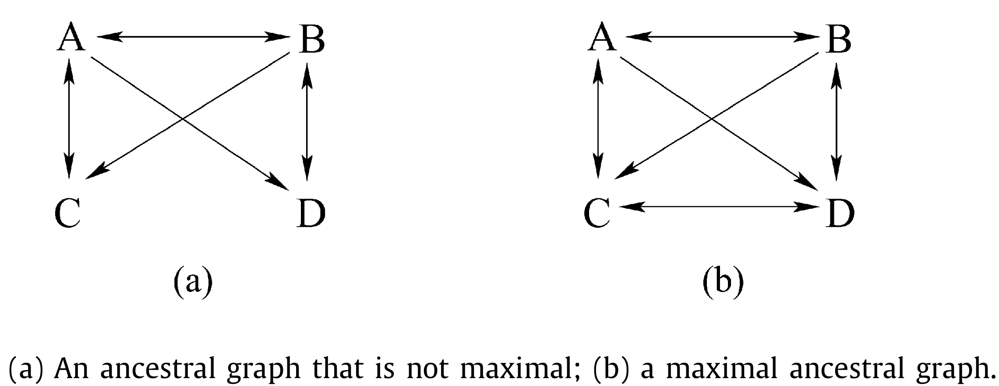 A B A B
C D C D
(a) (b)
(a) An ancestral graph that is not maximal; (b) a maximal ancestral graph.